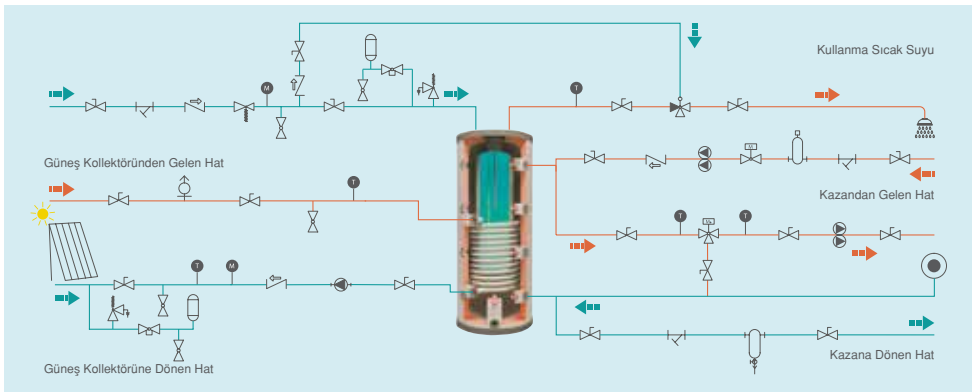 Kullanma Sıcak Suyu
M
T
Güneş Kollektöründen Gelen Hat
M
Kazandan Gelen Hat
T
T
T
T
M
Güneş Kollektörüne Dönen Hat
Kazana Dönen Hat